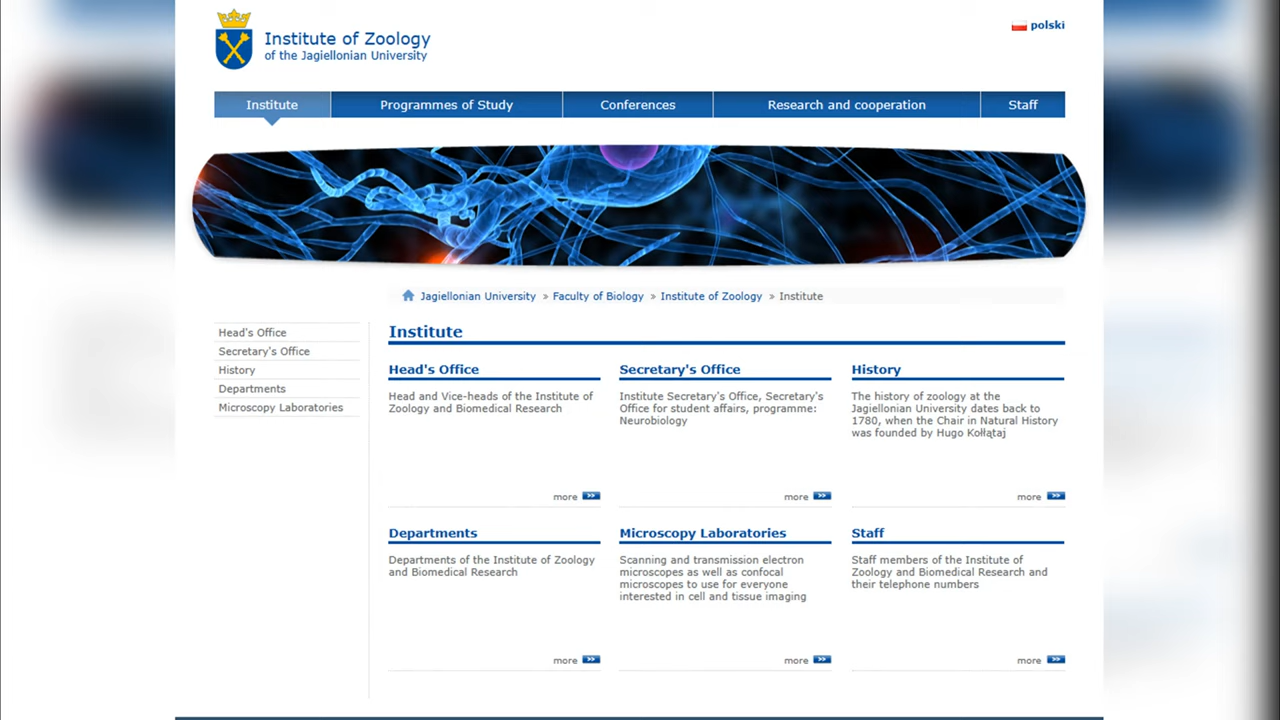 Institute of Zoology
of the Jagiellonian University
polski
Institute
Programmes of Study
Conferences
Research and cooperation
Staff
Jagiellonian University » Faculty of Biology » Institute of Zoology » Institute
Head's Office
Secretary's Office
History
Departments
Microscopy Laboratories
Institute
Head's Office
Head and Vice-heads of the Institute of
Zoology and Biomedical Research
more
Secretary's Office
Institute Secretary's Office, Secretary's
Office for student affairs, programme:
Neurobiology
more
History
The history of zoology at the
Jagiellonian University dates back to
1780, when the Chair in Natural History
was founded by Hugo Kołłątaj
more
Departments
Departments of the Institute of Zoology
and Biomedical Research
more
Microscopy Laboratories
Scanning and transmission electron
microscopes as well as confocal
microscopes to use for everyone
interested in cell and tissue imaging
more
Staff
Staff members of the Institute of
Zoology and Biomedical Research and
their telephone numbers
more